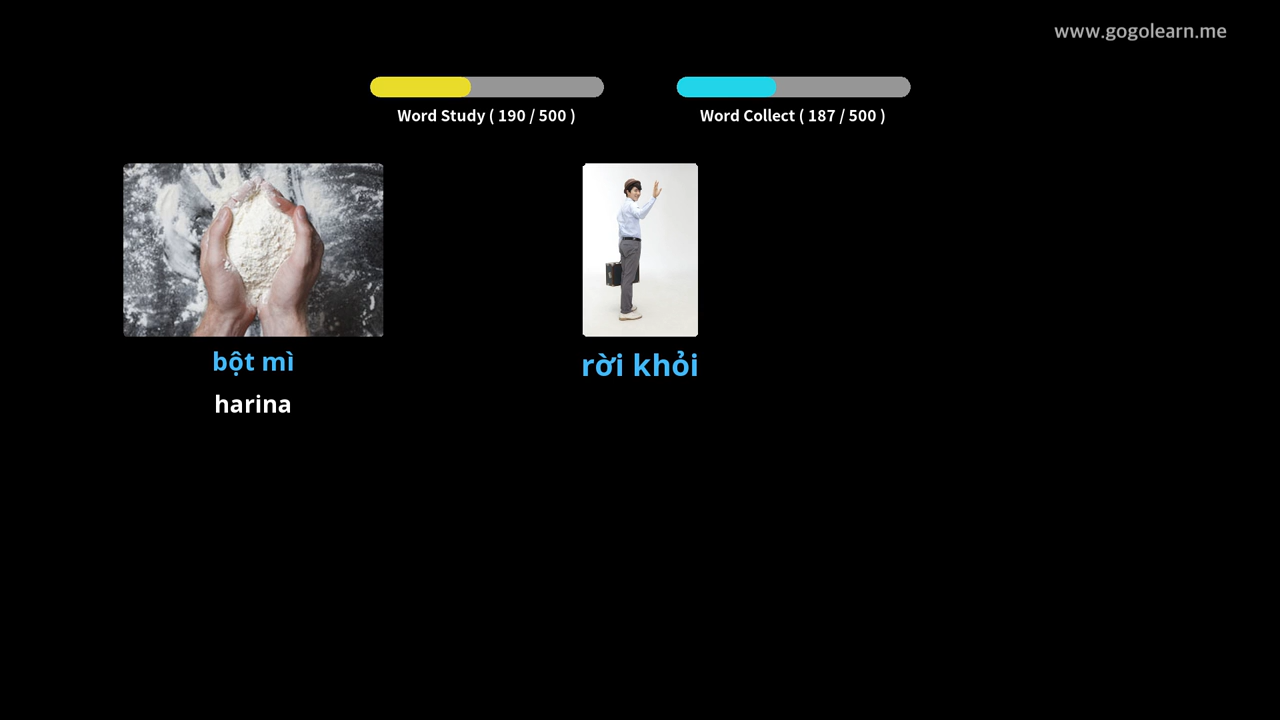 www.gogolearn.me
Word Study ( 190 / 500 )
Word Collect ( 187 / 500 )
bột mì
harina
rời khỏi